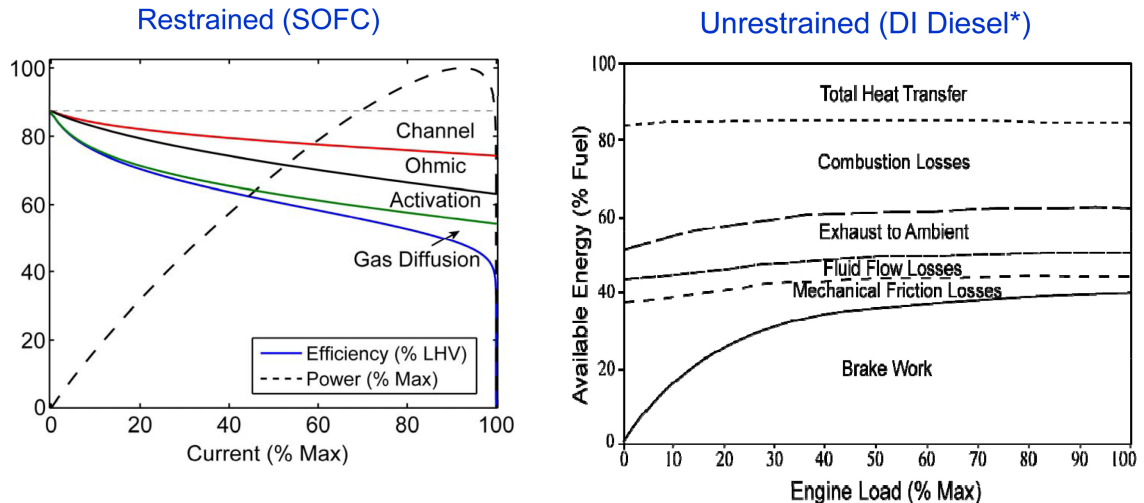 Restrained (SOFC)
100
80
60
40
20
0
Channel
Ohmic
Activation
Gas Diffusion
Efficiency (% LHV)
Power (% Max)
0 20 40 60 80 100
Current (% Max)
Unrestrained (DI Diesel*)
Available Energy (% Fuel)
100
80
60
40
20
0
Total Heat Transfer
Combustion Losses
Exhaust to Ambient
Fluid Flow Losses
Mechanical Friction Losses
Brake Work
0 10 20 30 40 50 60 70 80 90 100
Engine Load (% Max)